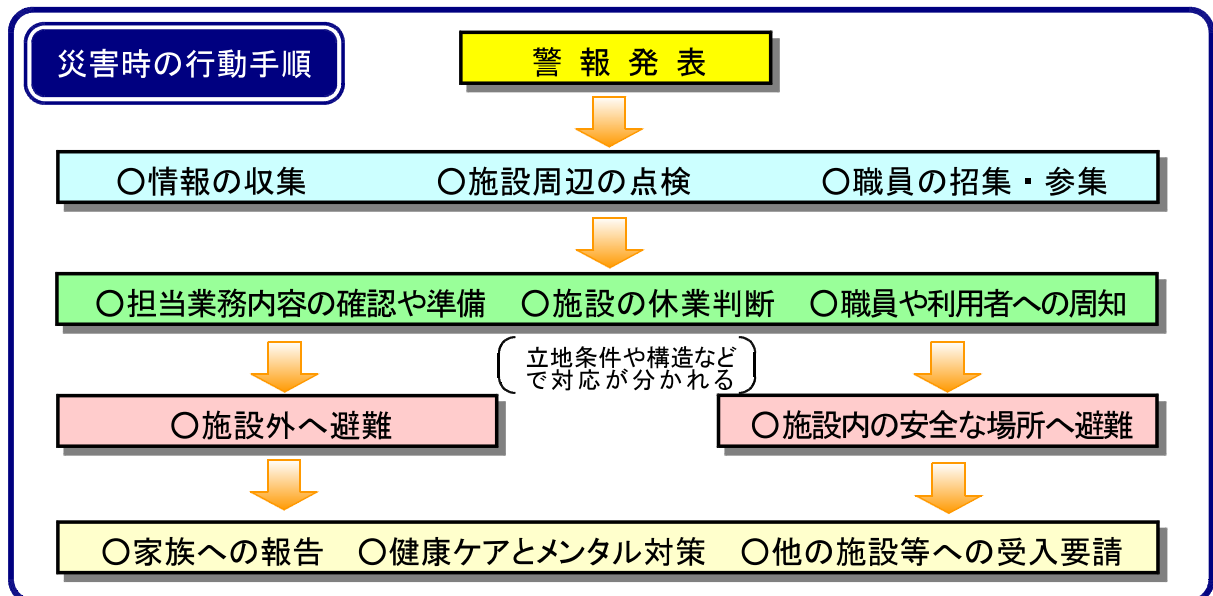 災害時の行動手順
警報発表
○情報の収集 ○施設周辺の点検 ○職員の招集・参集
○担当業務内容の確認や準備 ○施設の休業判断 ○職員や利用者への周知
立地条件や構造など
で対応が分かれる
○施設外へ避難
○施設内の安全な場所へ避難
○家族への報告 ○健康ケアとメンタル対策 ○他の施設等への受入要請